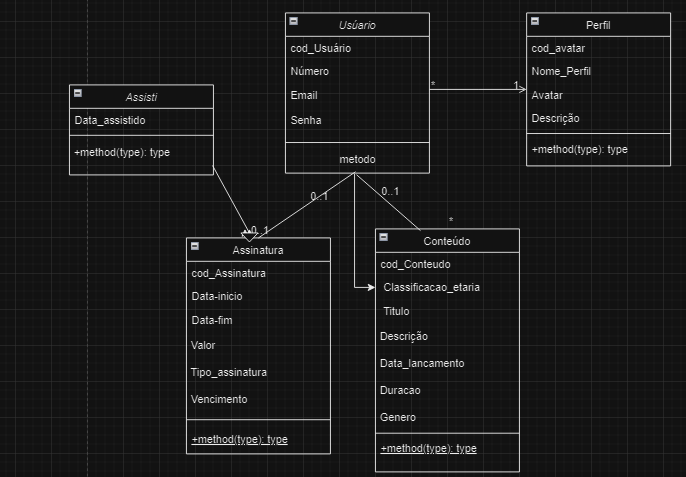 Usúario
cod_Usuário
Número
Email
Senha
metodo
Perfil
cod_avatar
Nome_Perfil
Avatar
Descrição
+method(type): type
*
1
Assisti
Data_assistido
+method(type): type
0..1
0..1
0..1
*
Assinatura
cod_Assinatura
Data-inicio
Data-fim
Valor
Tipo_assinatura
Vencimento
+method(type): type
Conteúdo
cod_Conteudo
Classificacao_etaria
Titulo
Descrição
Data_lancamento
Duracao
Genero
+method(type): type